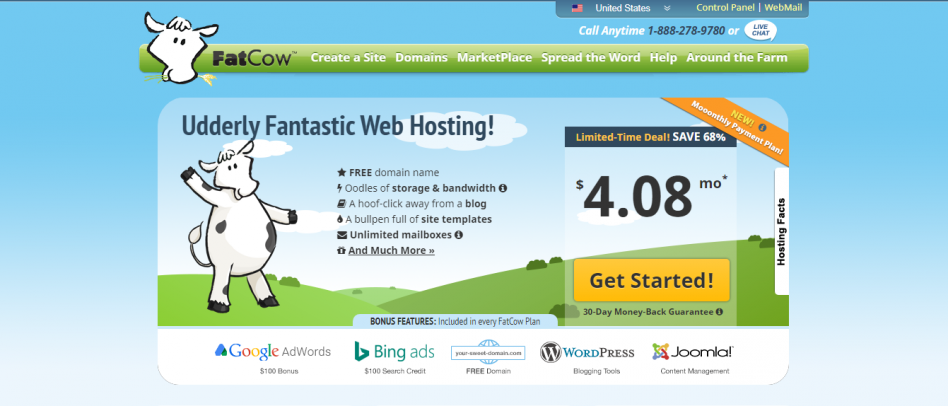 United States
Control Panel | WebMail
Call Anytime 1-888-278-9780 or LIVE CHAT
FatCow™
Create a Site Domains MarketPlace Spread the Word Help Around the Farm
NEW!
Mooonthly Payment Plan!
Udderly Fantastic Web Hosting!
Limited-Time Deal! SAVE 68%
FREE domain name
Oodles of storage & bandwidth
A hoof-click away from a blog
A bullpen full of site templates
Unlimited mailboxes
And Much More »
$4.08 mo*
Hosting Facts
Get Started!
30-Day Money-Back Guarantee
BONUS FEATURES: Included in every FatCow Plan
Google AdWords
$100 Bonus
Bing ads
$100 Search Credit
your-sweet-domain.com
FREE Domain
WORDPRESS
Blogging Tools
Joomla!
Content Management